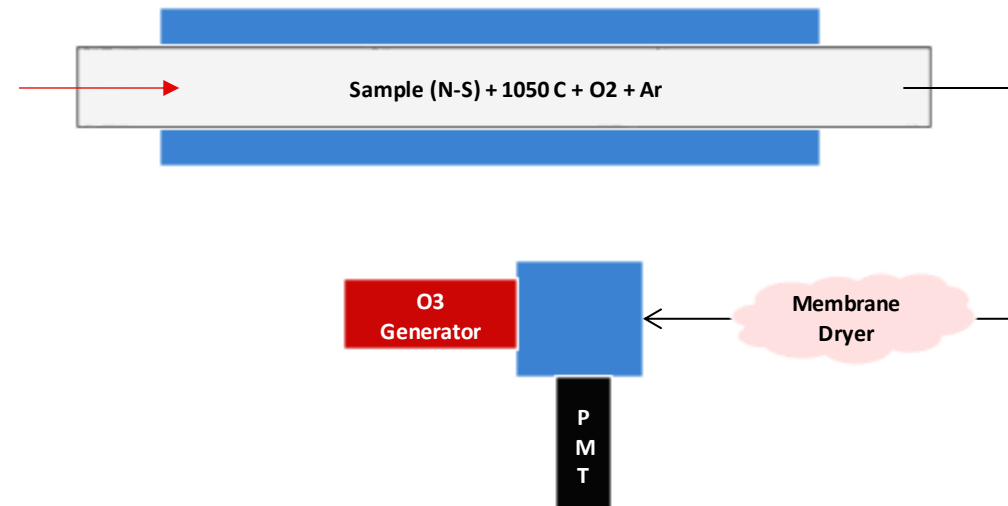 Sample (N-S) + 1050 C + O2 + Ar
O3
Generator
Membrane
Dryer
P
M
T